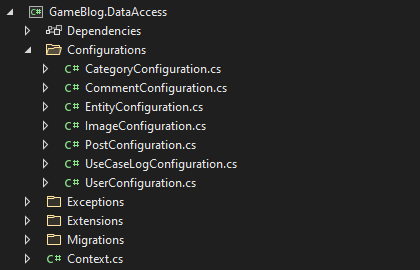 C# GameBlog.DataAccess
Dependencies
Configurations
C# CategoryConfiguration.cs
C# CommentConfiguration.cs
C# EntityConfiguration.cs
C# ImageConfiguration.cs
C# PostConfiguration.cs
C# UseCaseLogConfiguration.cs
C# UserConfiguration.cs
Exceptions
Extensions
Migrations
C# Context.cs